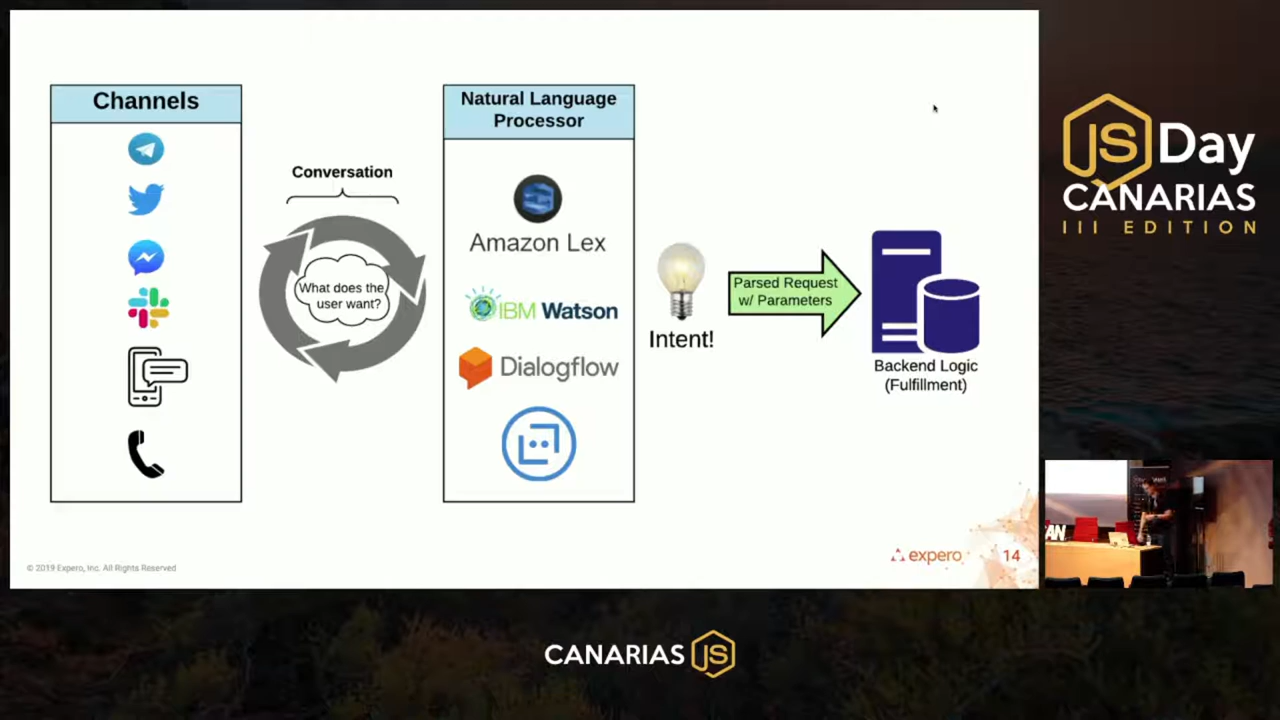 Channels
Conversation
What does the
user want?
Natural Language
Processor
Amazon Lex
IBM Watson
Dialogflow
Intent!
Parsed Request
w/ Parameters
Backend Logic
(Fulfillment)
© 2019 Expero, Inc. All Rights Reserved
expero
14
JS Day
CANARIAS
III EDITION
AN
CANARIAS JS